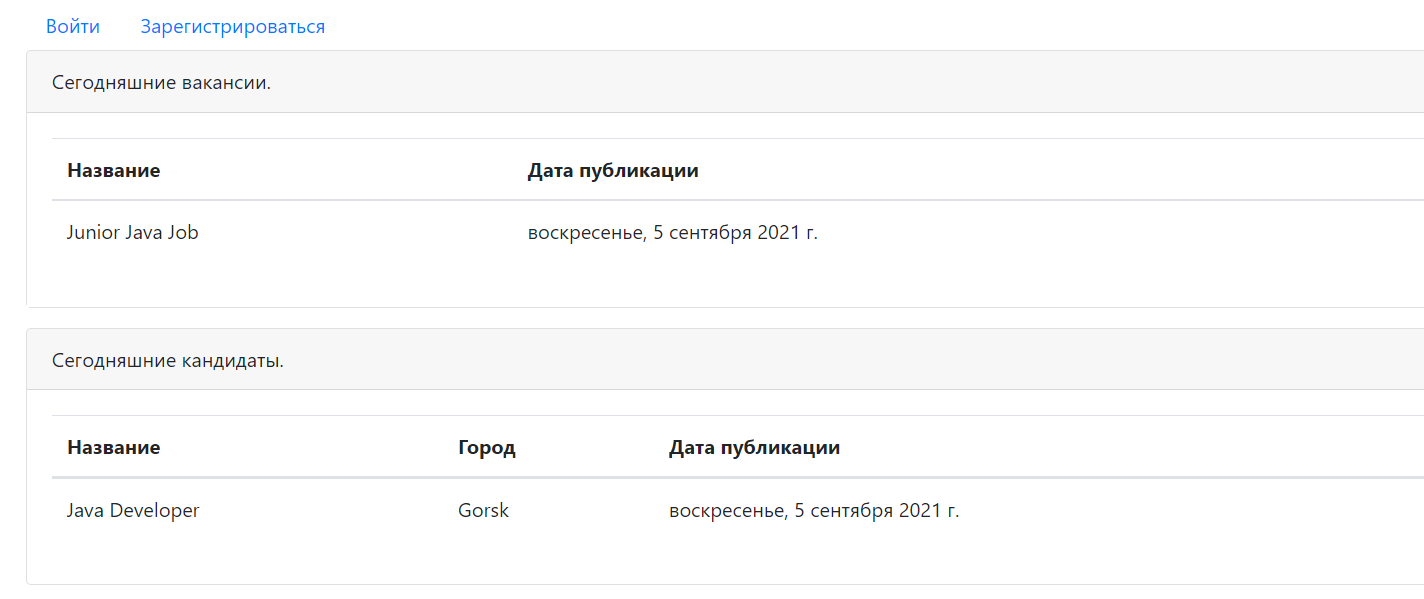 Войти Зарегистрироваться
Сегодняшние вакансии.
Название Дата публикации
Junior Java Job воскресенье, 5 сентября 2021 г.
Сегодняшние кандидаты.
Название Город Дата публикации
Java Developer Gorsk воскресенье, 5 сентября 2021 г.